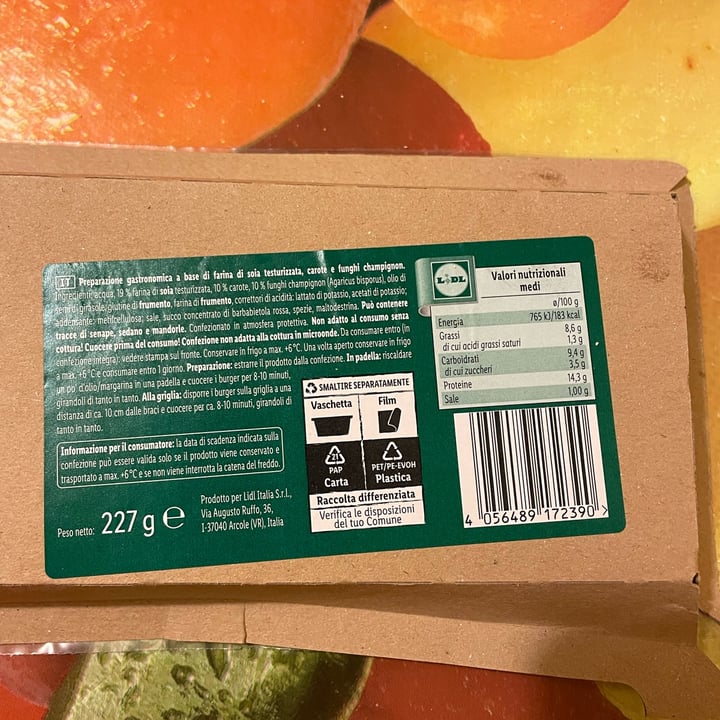 IT Preparazione gastronomica a base di farina di soia testurizzata, carote e funghi champignon.
Ingredienti: acqua, 19 % farina di soia testurizzata, 10 % carote, 10 % funghi champignon (Agaricus bisporus), olio di
semi di girasole, glutine di frumento, farina di frumento, correttori di acidità: lattato di potassio, acetati di potassio;
addensante: metilcellulosa; sale, succo concentrato di barbabietola rossa, spezie, maltodestrina. Può contenere
tracce di senape, sedano e mandorle. Confezionato in atmosfera protettiva. Non adatto al consumo senza
cottura! Cuocere prima del consumo! Confezione non adatta alla cottura in microonde. Da consumare entro (in
confezione integra): vedere stampa sul fronte. Conservare in frigo a max. +6°C. Una volta aperto conservare in frigo
a max. +6°C e consumare entro 1 giorno. Preparazione: estrarre il prodotto dalla confezione. In padella: riscaldare
un po' d'olio/margarina in una padella e cuocere i burger per 8-10 minuti,
girandoli di tanto in tanto. Alla griglia: disporre i burger sulla griglia a una
distanza di ca. 10 cm dalle braci e cuocere per ca. 8-10 minuti, girandoli di
tanto in tanto.
Informazione per il consumatore: la data di scadenza indicata sulla
confezione può essere valida solo se il prodotto viene conservato e
trasportato a max. +6°C e se non viene interrotta la catena del freddo.
Peso netto: 227 g e
Prodotto per Lidl Italia S.r.l.,
Via Augusto Ruffo, 36,
I-37040 Arcole (VR), Italia
SMALTIRE SEPARATAMENTE
Vaschetta Film
21
PAP PET/PE-EVOH
Carta Plastica
Raccolta differenziata
Verifica le disposizioni
del tuo Comune
LIDL
Valori nutrizionali
medi
ø/100 g
Energia 765 kJ/183 kcal
Grassi 8,6 g
di cui acidi grassi saturi 1,3 g
Carboidrati 9,4 g
di cui zuccheri 3,5 g
Proteine 14,3 g
Sale 1,00 g
4 056489 172390 >